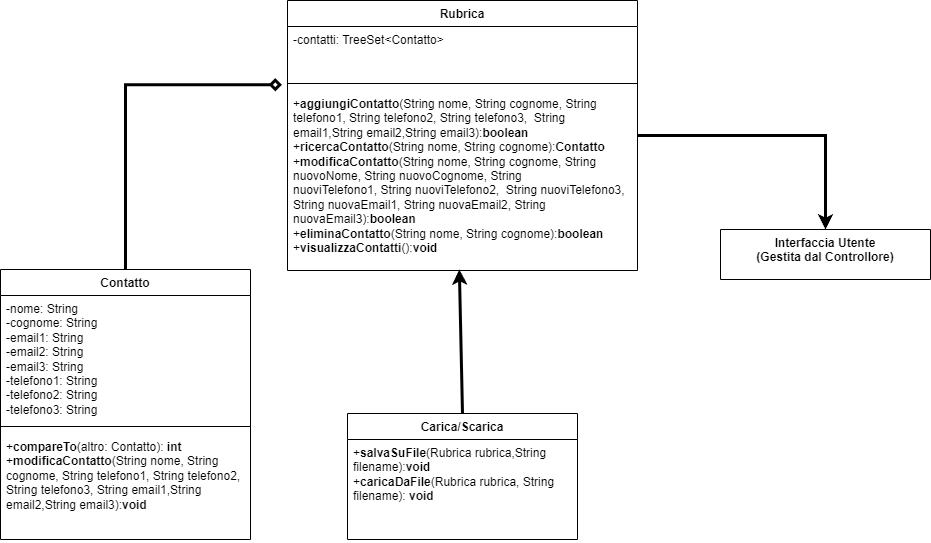 Rubrica
-contatti: TreeSet<Contatto>
+aggiungiContatto(String nome, String cognome, String
telefono1, String telefono2, String telefono3,  String
email1,String email2,String email3):boolean
+ricercaContatto(String nome, String cognome):Contatto
+modificaContatto(String nome, String cognome, String
nuovoNome, String nuovoCognome, String
nuoviTelefono1, String nuoviTelefono2,  String nuoviTelefono3,
String nuovaEmail1, String nuovaEmail2, String
nuovaEmail3):boolean
+eliminaContatto(String nome, String cognome):boolean
+visualizzaContatti():void
Interfaccia Utente
(Gestita dal Controllore)
Contatto
-nome: String
-cognome: String
-email1: String
-email2: String
-email3: String
-telefono1: String
-telefono2: String
-telefono3: String
+compareTo(altro: Contatto): int
+modificaContatto(String nome, String
cognome, String telefono1, String telefono2,
String telefono3, String email1,String
email2,String email3):void
Carica/Scarica
+salvaSuFile(Rubrica rubrica,String
filename):void
+caricaDaFile(Rubrica rubrica, String
filename): void